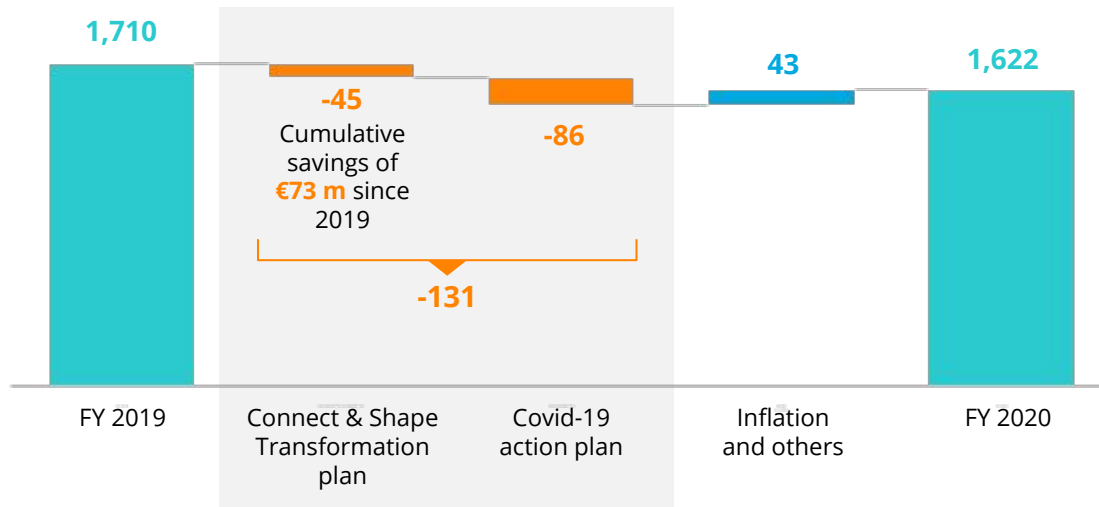 1,710
-45
Cumulative
savings of
€73 m since
2019
-86
-131
43
1,622
FY 2019
Connect & Shape
Transformation
plan
Covid-19
action plan
Inflation
and others
FY 2020